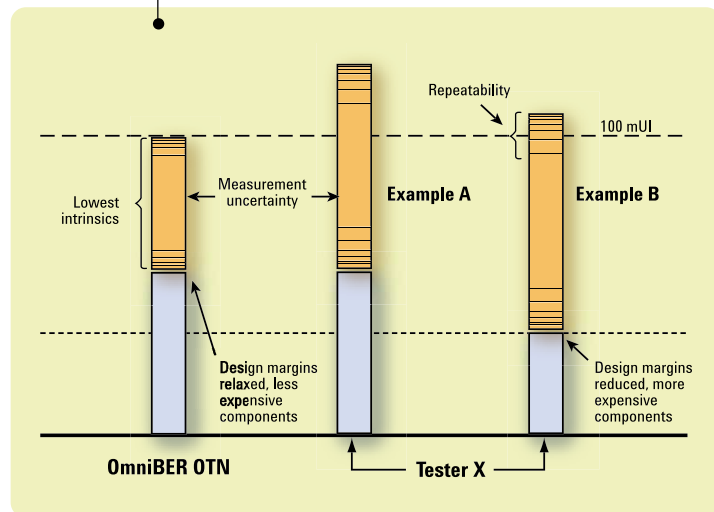 Repeatability
100 mUI
Lowest
intrinsics
Measurement
uncertainty
Example A
Example B
Design margins
relaxed, less
expensive
components
Design margins
reduced, more
expensive
components
OmniBER OTN
Tester X